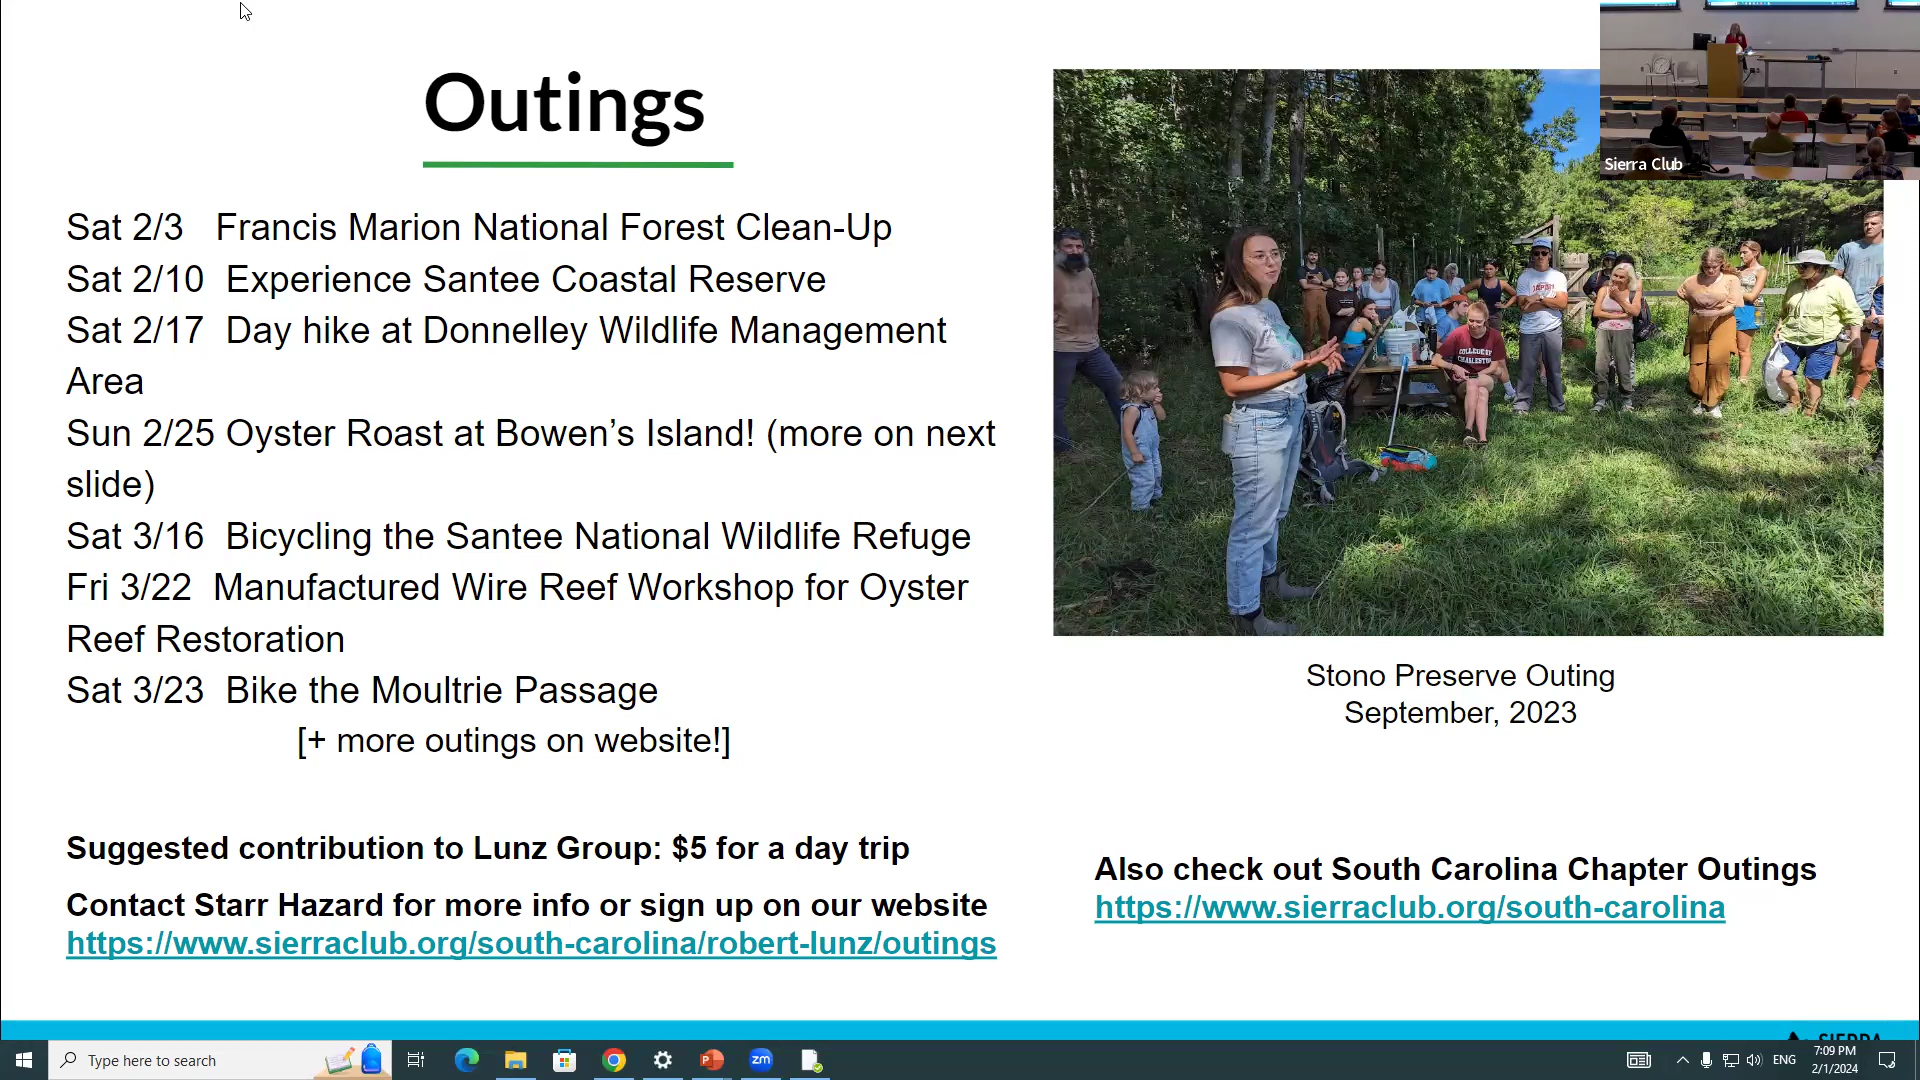 Outings
Sat 2/3 Francis Marion National Forest Clean-Up
Sat 2/10 Experience Santee Coastal Reserve
Sat 2/17 Day hike at Donnelley Wildlife Management
Area
Sun 2/25 Oyster Roast at Bowen’s Island! (more on next
slide)
Sat 3/16 Bicycling the Santee National Wildlife Refuge
Fri 3/22 Manufactured Wire Reef Workshop for Oyster
Reef Restoration
Sat 3/23 Bike the Moultrie Passage
[+ more outings on website!]
Suggested contribution to Lunz Group: $5 for a day trip
Contact Starr Hazard for more info or sign up on our website
https://www.sierraclub.org/south-carolina/robert-lunz/outings
Sierra Club
COLLEGE OF
CHARLESTON
Stono Preserve Outing
September, 2023
Also check out South Carolina Chapter Outings
https://www.sierraclub.org/south-carolina
SIERRA
Type here to search
zm
ENG
7:09 PM
2/1/2024